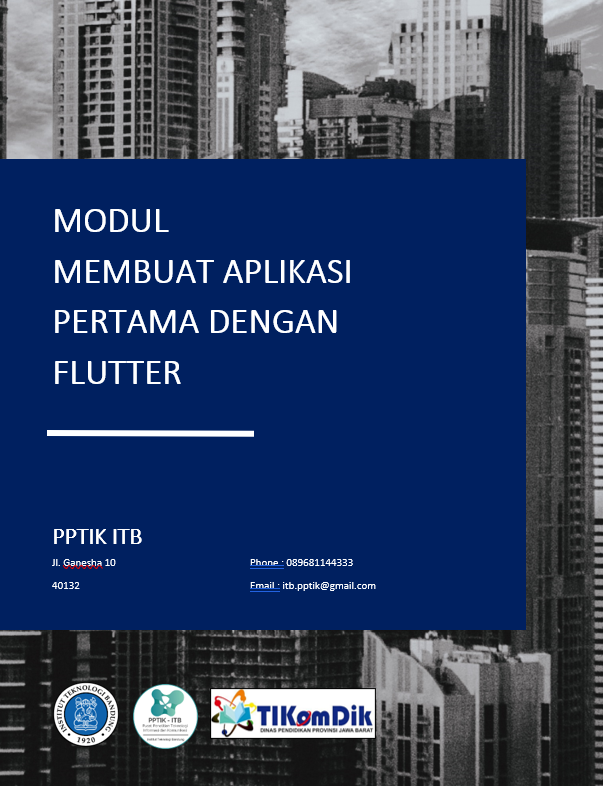 MODUL
MEMBUAT APLIKASI
PERTAMA DENGAN
FLUTTER
PPTIK ITB
Jl. Ganesha 10
Phone : 089681144333
40132
Email : itb.pptik@gmail.com
INSTITUT TEKNOLOGI BANDUNG
1920
PPTIK - ITB
TIKomDik
DINAS PENDIDIKAN PROVINSI JAWA BARAT